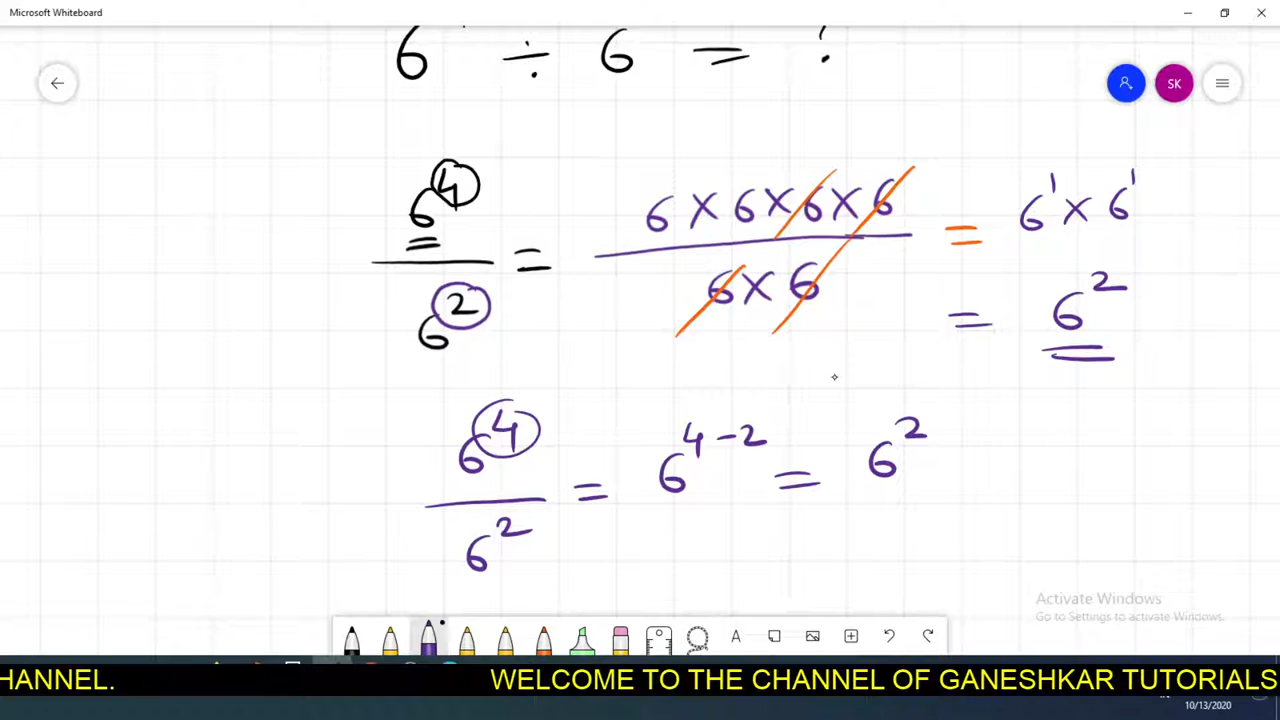 Microsoft Whiteboard
6 ÷ 6 = ?
SK
6^4 / 6^2 = 6 × 6 × 6 × 6 / 6 × 6 = 6^1 × 6^1
= 6^2
6^4 / 6^2 = 6^(4-2) = 6^2
Activate Windows
Go to Settings to activate Windows.
A
HANNEL. WELCOME TO THE CHANNEL OF GANESHKAR TUTORIALS
10/13/2020